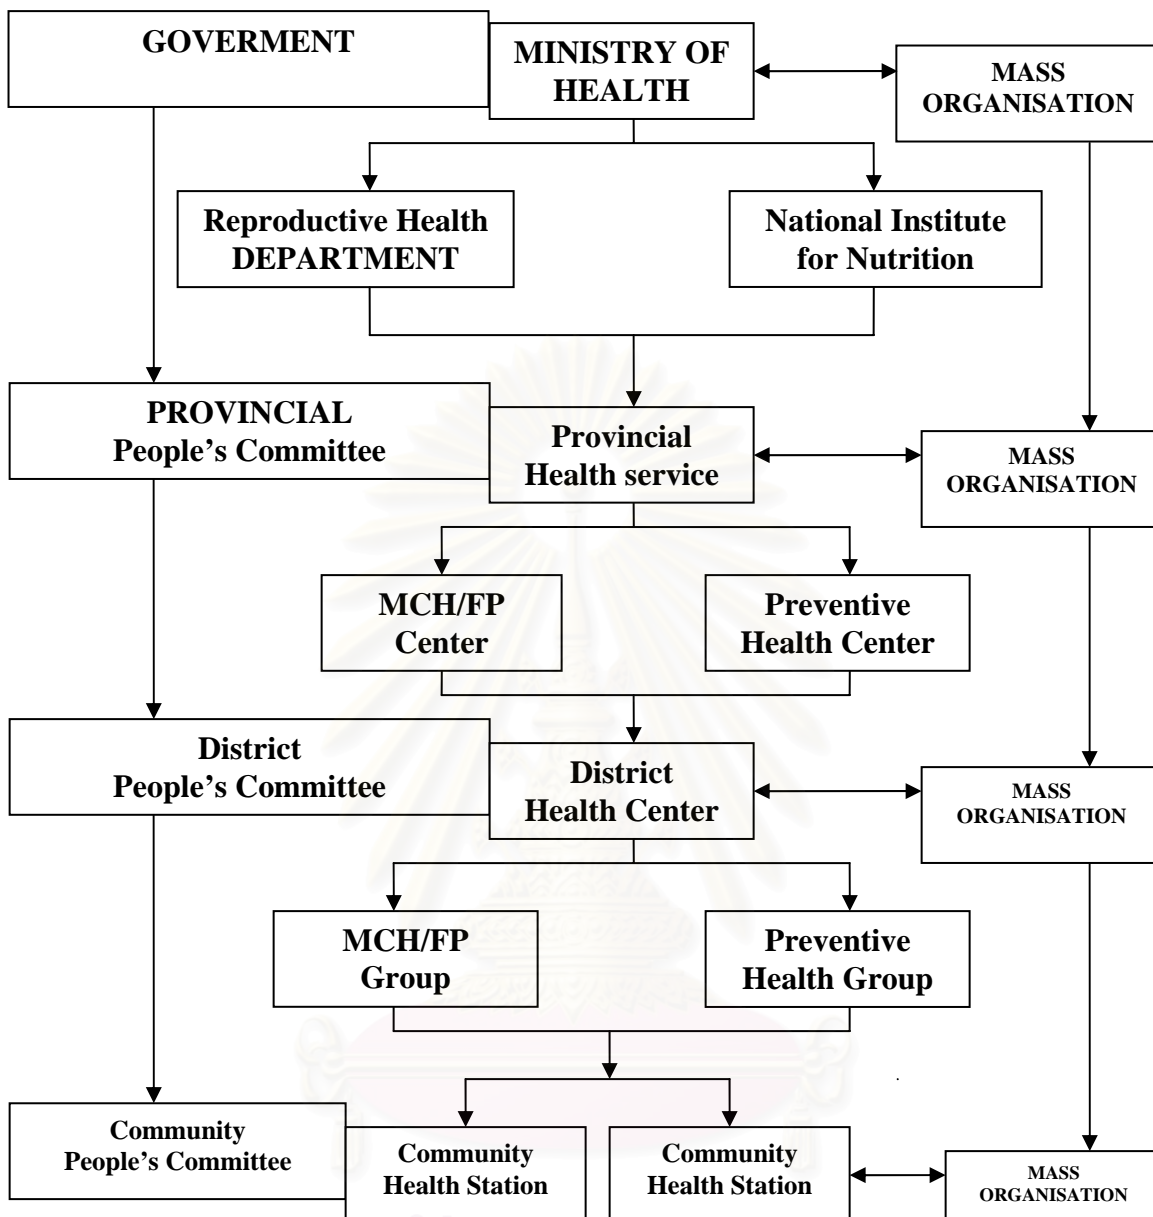 GOVERMENT
MINISTRY OF
HEALTH
MASS
ORGANISATION
Reproductive Health
DEPARTMENT
National Institute
for Nutrition
PROVINCIAL
People's Committee
Provincial
Health service
MASS
ORGANISATION
MCH/FP
Center
Preventive
Health Center
District
People's Committee
District
Health Center
MASS
ORGANISATION
MCH/FP
Group
Preventive
Health Group
Community
People's Committee
Community
Health Station
Community
Health Station
MASS
ORGANISATION